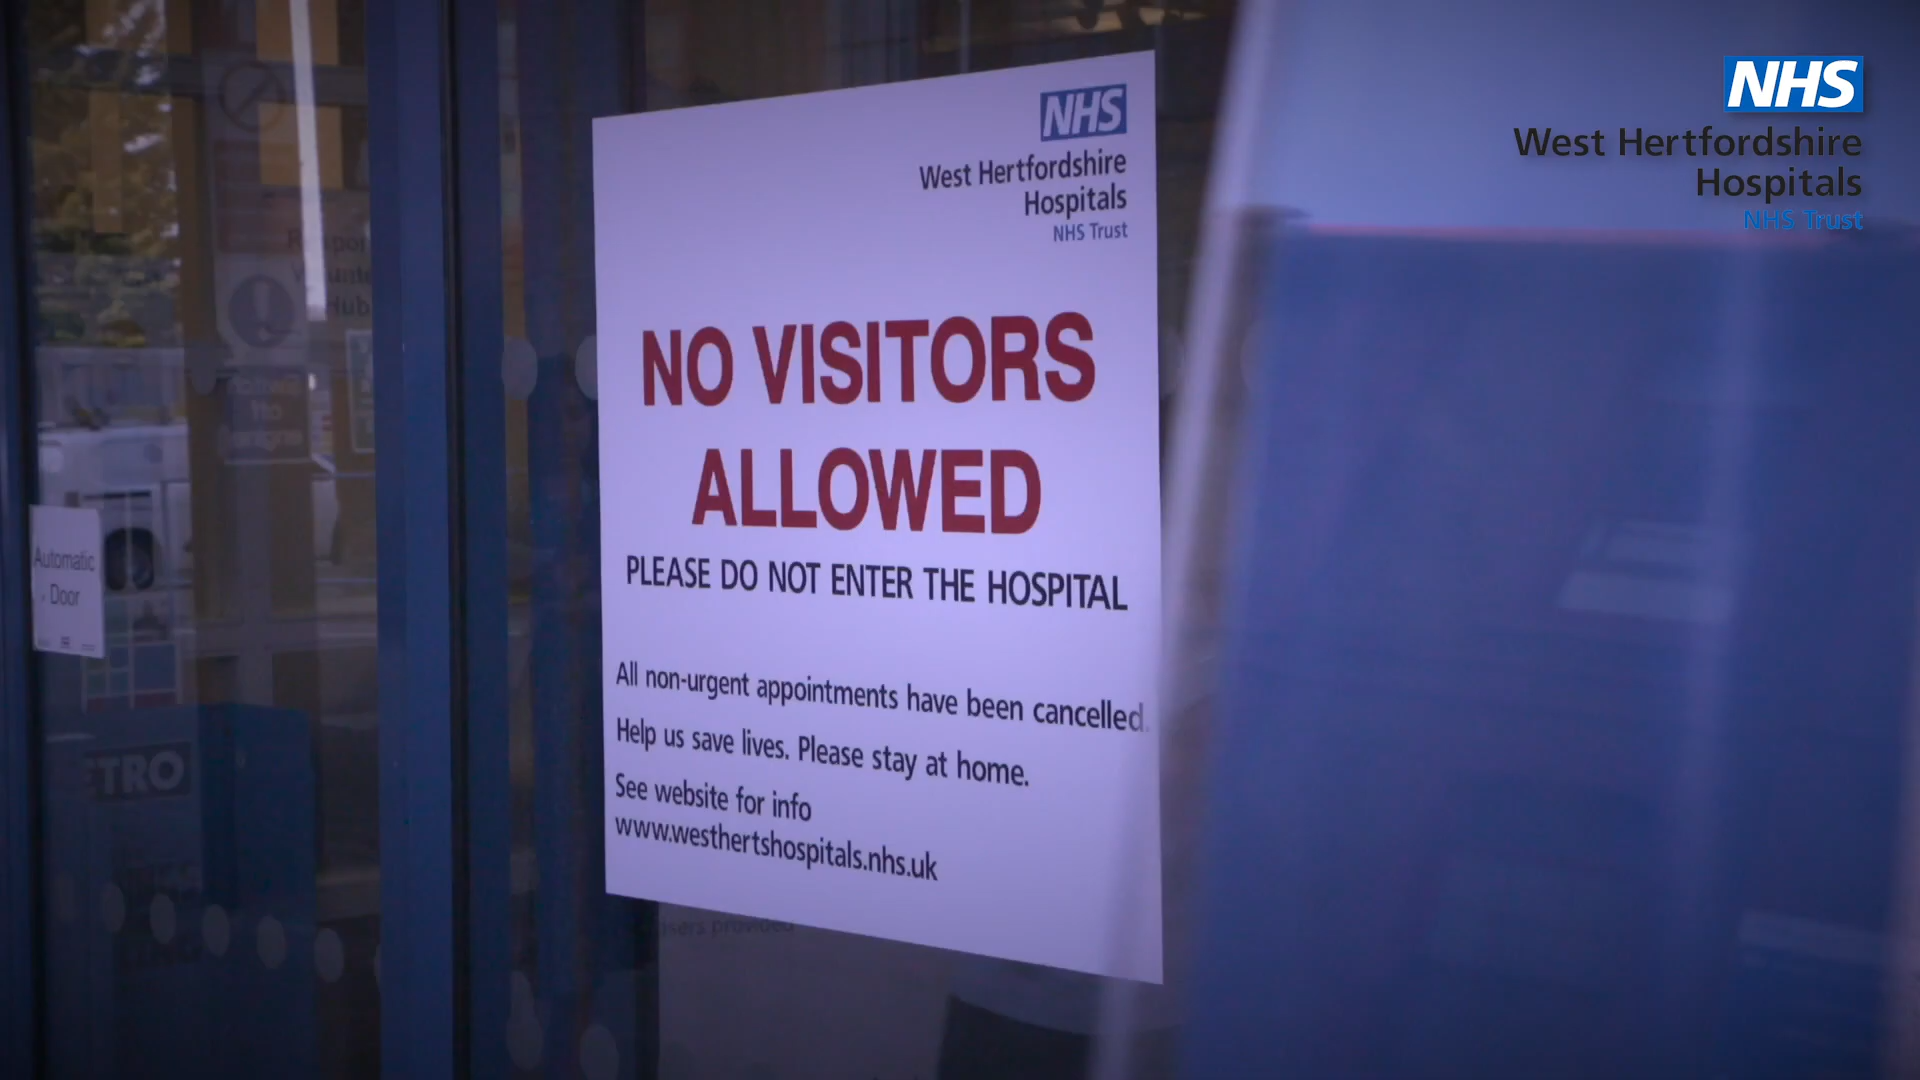 NHS
West Hertfordshire
Hospitals
NHS Trust
NO VISITORS
ALLOWED
PLEASE DO NOT ENTER THE HOSPITAL
All non-urgent appointments have been cancelled.
Help us save lives. Please stay at home.
See website for info
www.westhertshospitals.nhs.uk
NHS
West Hertfordshire
Hospitals
NHS Trust
Automatic
Door